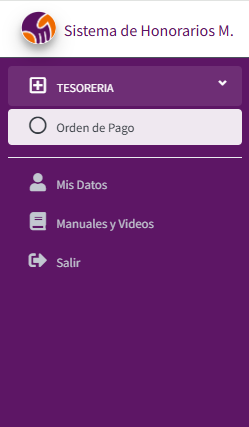 Sistema de Honorarios M.
TESORERIA
Orden de Pago
Mis Datos
Manuales y Videos
Salir